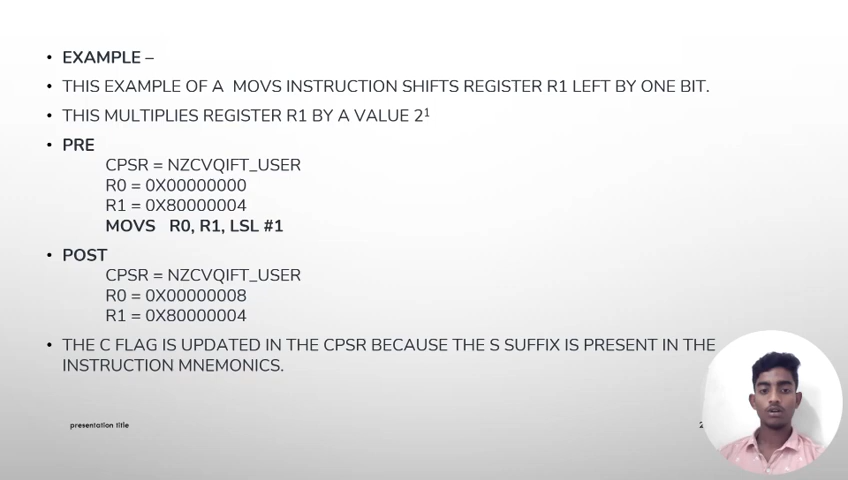 • EXAMPLE –
• THIS EXAMPLE OF A MOVS INSTRUCTION SHIFTS REGISTER R1 LEFT BY ONE BIT.
• THIS MULTIPLIES REGISTER R1 BY A VALUE 2¹
• PRE
CPSR = NZCVQIFT_USER
R0 = 0X00000000
R1 = 0X80000004
MOVS R0, R1, LSL #1
• POST
CPSR = NZCVQIFT_USER
R0 = 0X00000008
R1 = 0X80000004
• THE C FLAG IS UPDATED IN THE CPSR BECAUSE THE S SUFFIX IS PRESENT IN THE
INSTRUCTION MNEMONICS.
presentation title